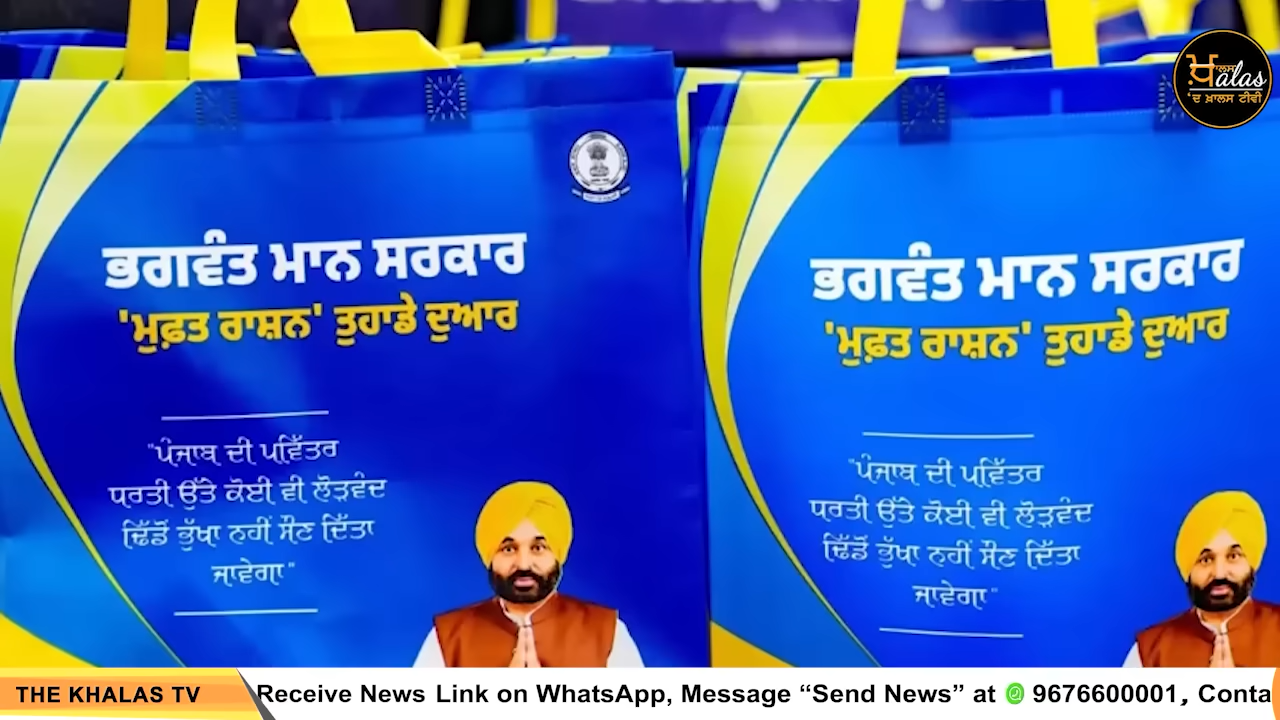 ਖ਼ਾਲਸ
alas
'ਦ ਖ਼ਾਲਸ ਟੀਵੀ
ਭਗਵੰਤ ਮਾਨ ਸਰਕਾਰ
'ਮੁਫ਼ਤ ਰਾਸ਼ਨ' ਤੁਹਾਡੇ ਦੁਆਰ
"ਪੰਜਾਬ ਦੀ ਪਵਿੱਤਰ
ਧਰਤੀ ਉੱਤੇ ਕੋਈ ਵੀ ਲੋੜਵੰਦ
ਢਿੱਡੋਂ ਭੁੱਖਾ ਨਹੀਂ ਸੌਣ ਦਿੱਤਾ
ਜਾਵੇਗਾ"
ਭਗਵੰਤ ਮਾਨ ਸਰਕਾਰ
'ਮੁਫ਼ਤ ਰਾਸ਼ਨ' ਤੁਹਾਡੇ ਦੁਆਰ
"ਪੰਜਾਬ ਦੀ ਪਵਿੱਤਰ
ਧਰਤੀ ਉੱਤੇ ਕੋਈ ਵੀ ਲੋੜਵੰਦ
ਢਿੱਡੋਂ ਭੁੱਖਾ ਨਹੀਂ ਸੌਣ ਦਿੱਤਾ
ਜਾਵੇਗਾ"
THE KHALAS TV
Receive News Link on WhatsApp, Message “Send News” at 9676600001, Conta